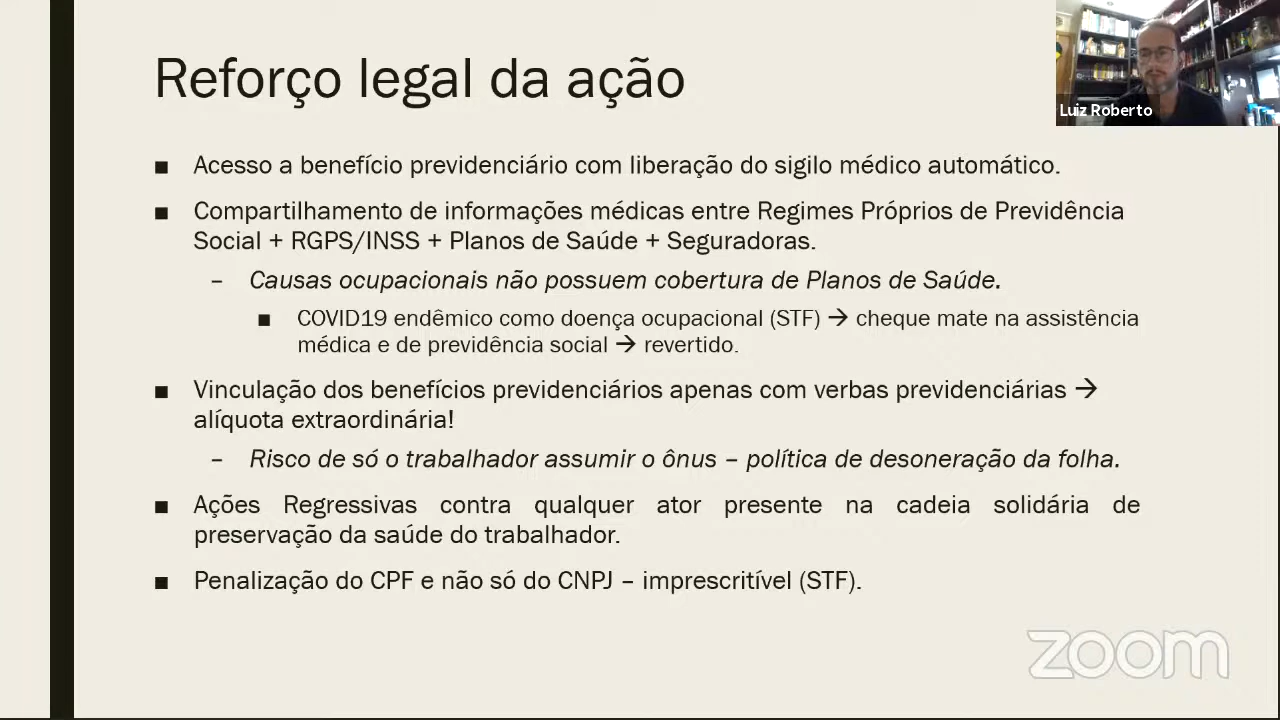 Reforço legal da ação
Luiz Roberto
■ Acesso a benefício previdenciário com liberação do sigilo médico automático.
■ Compartilhamento de informações médicas entre Regimes Próprios de Previdência
Social + RGPS/INSS + Planos de Saúde + Seguradoras.
– Causas ocupacionais não possuem cobertura de Planos de Saúde.
■ COVID19 endêmico como doença ocupacional (STF) → cheque mate na assistência
médica e de previdência social → revertido.
■ Vinculação dos benefícios previdenciários apenas com verbas previdenciárias →
alíquota extraordinária!
– Risco de só o trabalhador assumir o ônus – política de desoneração da folha.
■ Ações Regressivas contra qualquer ator presente na cadeia solidária de
preservação da saúde do trabalhador.
■ Penalização do CPF e não só do CNPJ – imprescritível (STF).
zoom